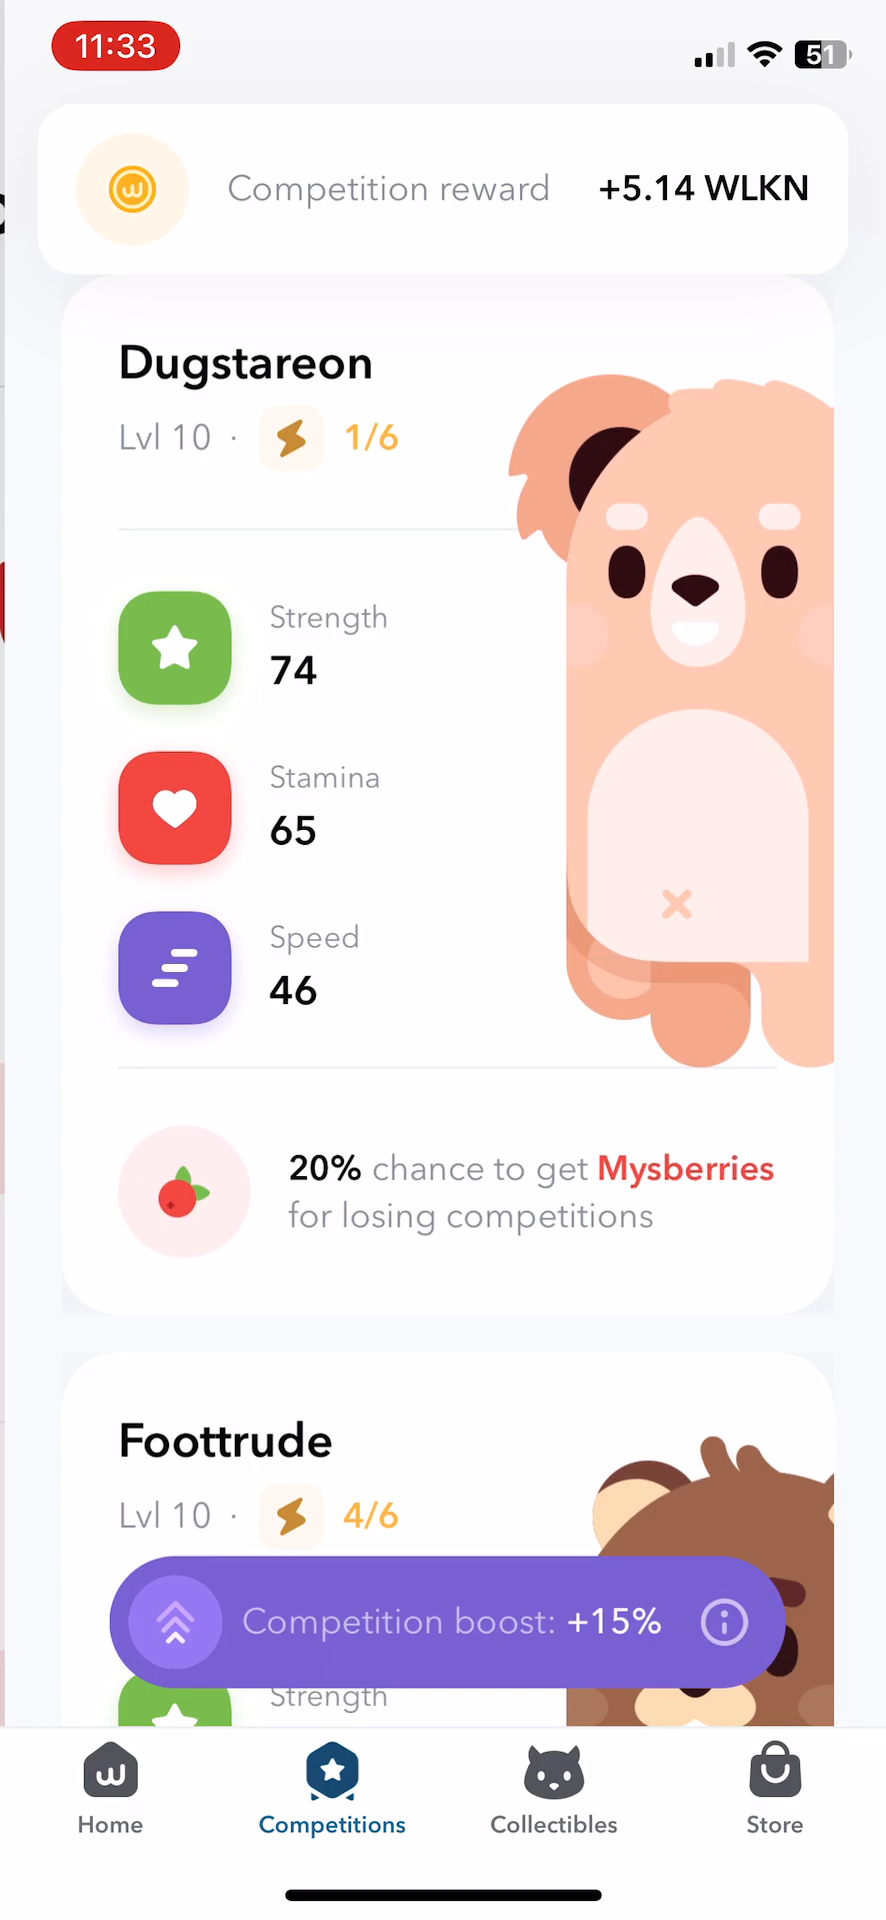 11:33
51
Competition reward +5.14 WLKN
Dugstareon
Lvl 10 · 1/6
Strength
74
Stamina
65
Speed
46
20% chance to get Mysberries
for losing competitions
Foottrude
Lvl 10 · 4/6
Competition boost: +15%
Strength
Home
Competitions
Collectibles
Store